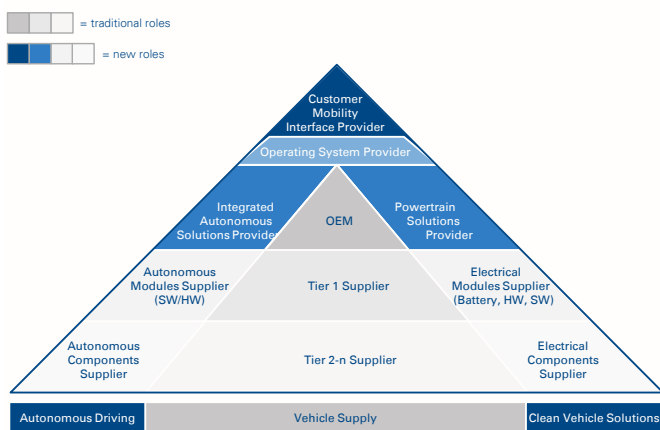 = traditional roles
= new roles
Customer
Mobility
Interface Provider
Operating System Provider
Integrated
Autonomous
Solutions Provider
OEM
Powertrain
Solutions
Provider
Autonomous
Modules Supplier
(SW/HW)
Tier 1 Supplier
Electrical
Modules Supplier
(Battery, HW, SW)
Autonomous
Components
Supplier
Tier 2-n Supplier
Electrical
Components
Supplier
Autonomous Driving
Vehicle Supply
Clean Vehicle Solutions